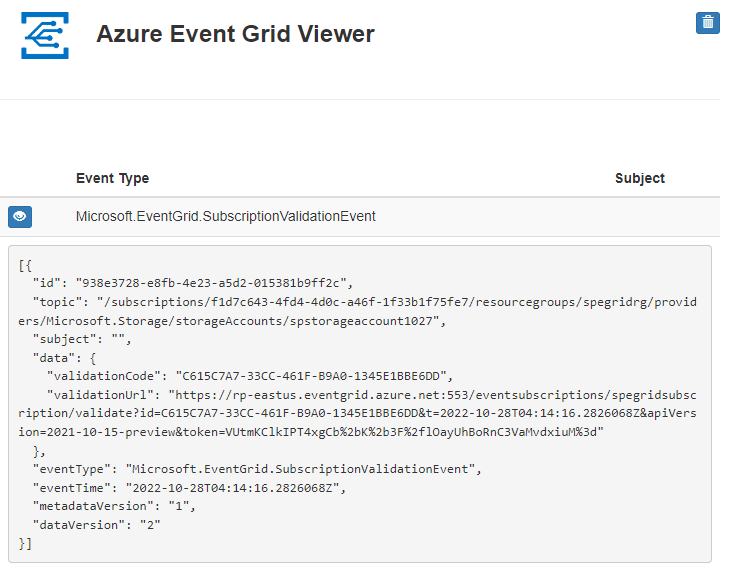 Azure Event Grid Viewer
Event Type Subject
Microsoft.EventGrid.SubscriptionValidationEvent
[{
  "id": "938e3728-e8fb-4e23-a5d2-015381b9ff2c",
  "topic": "/subscriptions/f1d7c643-4fd4-4d0c-a46f-1f33b1f75fe7/resourcegroups/spegridrg/provid
ers/Microsoft.Storage/storageAccounts/spstorageaccount1027",
  "subject": "",
  "data": {
    "validationCode": "C615C7A7-33CC-461F-B9A0-1345E1BBE6DD",
    "validationUrl": "https://rp-eastus.eventgrid.azure.net:553/eventsubscriptions/spegridsubsc
ription/validate?id=C615C7A7-33CC-461F-B9A0-1345E1BBE6DD&t=2022-10-28T04:14:16.2826068Z&apiVers
ion=2021-10-15-preview&token=VUtmKClkIPT4xgCb%2bK%2b3F%2flOayUhBoRnC3VaMvdxiuM%3d"
  },
  "eventType": "Microsoft.EventGrid.SubscriptionValidationEvent",
  "eventTime": "2022-10-28T04:14:16.2826068Z",
  "metadataVersion": "1",
  "dataVersion": "2"
}]